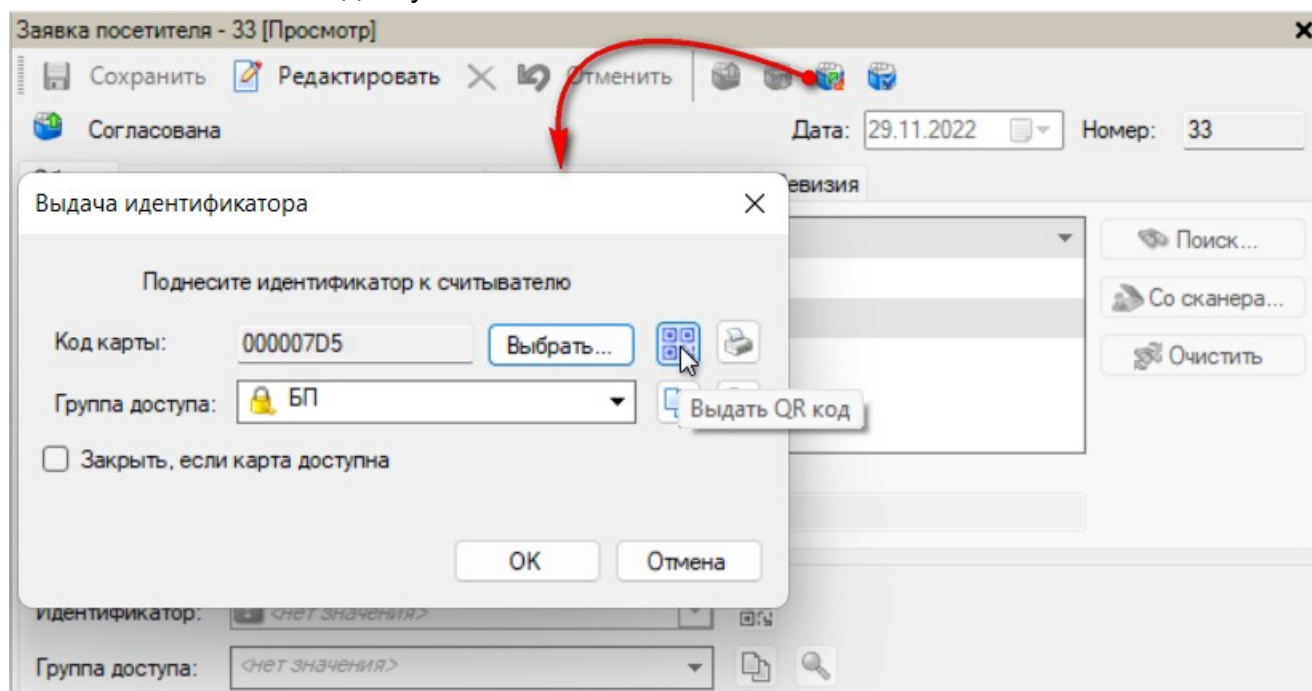 Заявка посетителя - 33 [Просмотр]
Сохранить Редактировать Отменить
Согласована Дата: 29.11.2022 Номер: 33
Ревизия
Выдача идентификатора
Поиск...
Поднесите идентификатор к считывателю
Со сканера...
Код карты: 000007D5 Выбрать...
Очистить
Группа доступа: БП
Выдать QR код
Закрыть, если карта доступна
OK Отмена
Идентификатор: <нет значения>
Группа доступа: <нет значения>